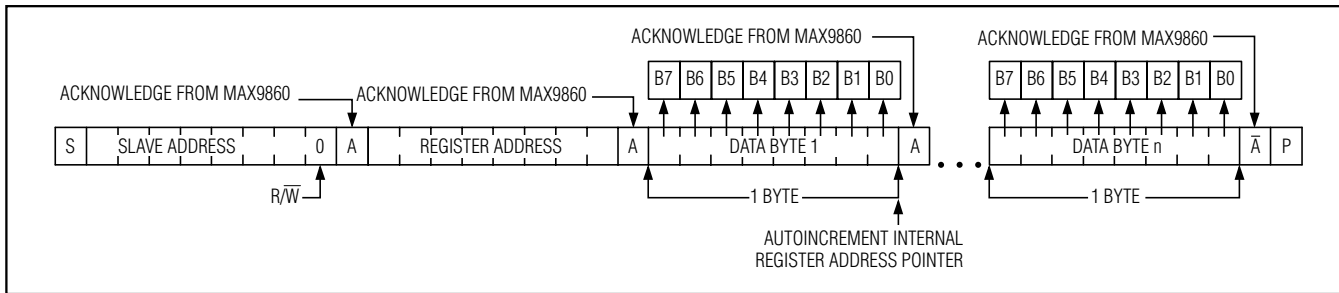 ACKNOWLEDGE FROM MAX9860
ACKNOWLEDGE FROM MAX9860
B7 B6 B5 B4 B3 B2 B1 B0
B7 B6 B5 B4 B3 B2 B1 B0
ACKNOWLEDGE FROM MAX9860
ACKNOWLEDGE FROM MAX9860
S SLAVE ADDRESS 0 A REGISTER ADDRESS A DATA BYTE 1 A • • • DATA BYTE n A̅ P
R/W̅
1 BYTE
1 BYTE
AUTOINCREMENT INTERNAL
REGISTER ADDRESS POINTER